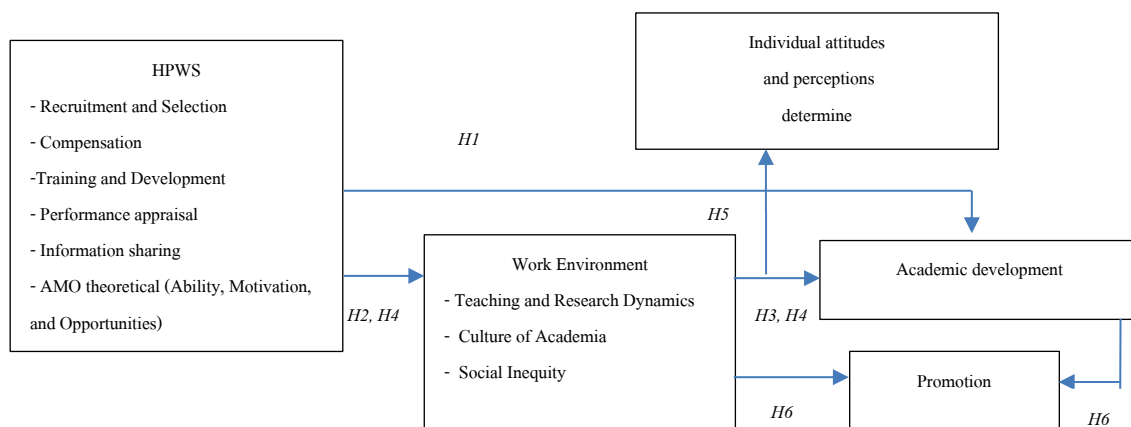 HPWS
- Recruitment and Selection
- Compensation
-Training and Development
- Performance appraisal
- Information sharing
- AMO theoretical (Ability, Motivation,
and Opportunities)
Individual attitudes
and perceptions
determine
H1
H5
H2, H4
Work Environment
- Teaching and Research Dynamics
- Culture of Academia
- Social Inequity
H3, H4
Academic development
H6
Promotion
H6